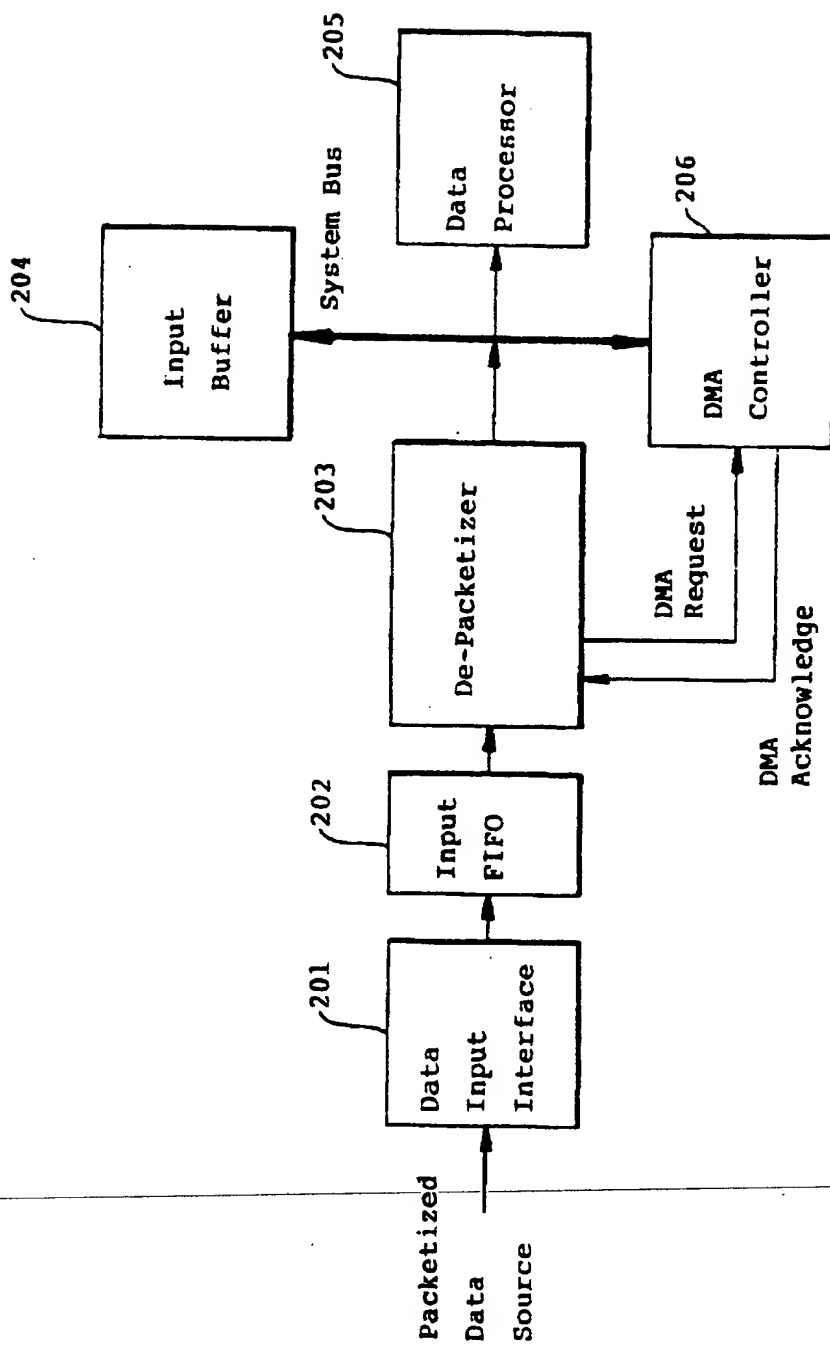 Packetized
Data
Source
201
Data
Input
Interface
202
Input
FIFO
203
De-Packetizer
204
Input
Buffer
System Bus
205
Data
Processor
206
DMA
Controller
DMA
Request
DMA
Acknowledge